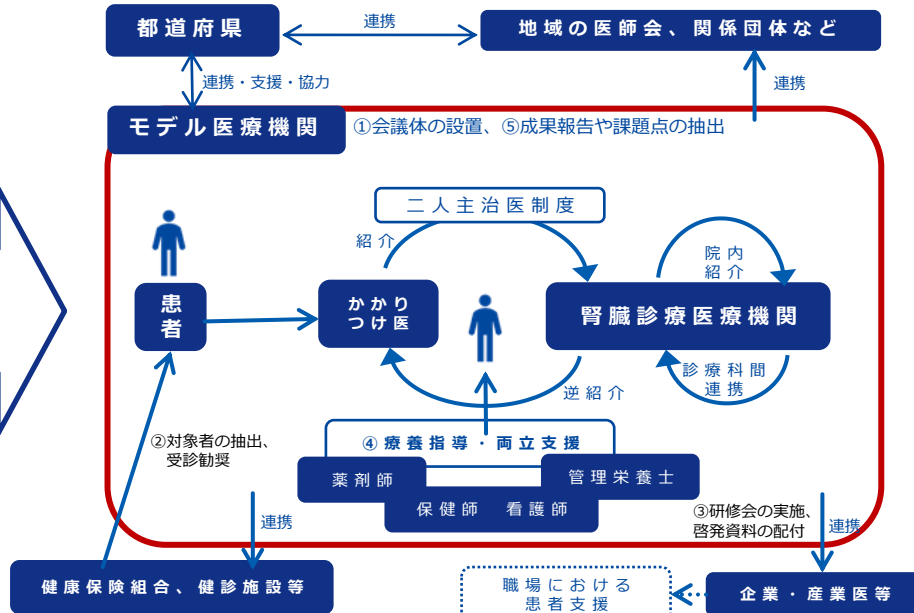 都道府県
連携
地域の医師会、関係団体など
連携・支援・協力
連携
モデル医療機関
①会議体の設置、⑤成果報告や課題点の抽出
二人主治医制度
紹介
院内
紹介
患者
かかり
つけ医
腎臓診療医療機関
診療科間
連携
逆紹介
④療養指導・両立支援
②対象者の抽出、
受診勧奨
薬剤師
管理栄養士
保健師 看護師
③研修会の実施、
啓発資料の配付
連携
連携
健康保険組合、健診施設等
職場における
患者支援
企業・産業医等